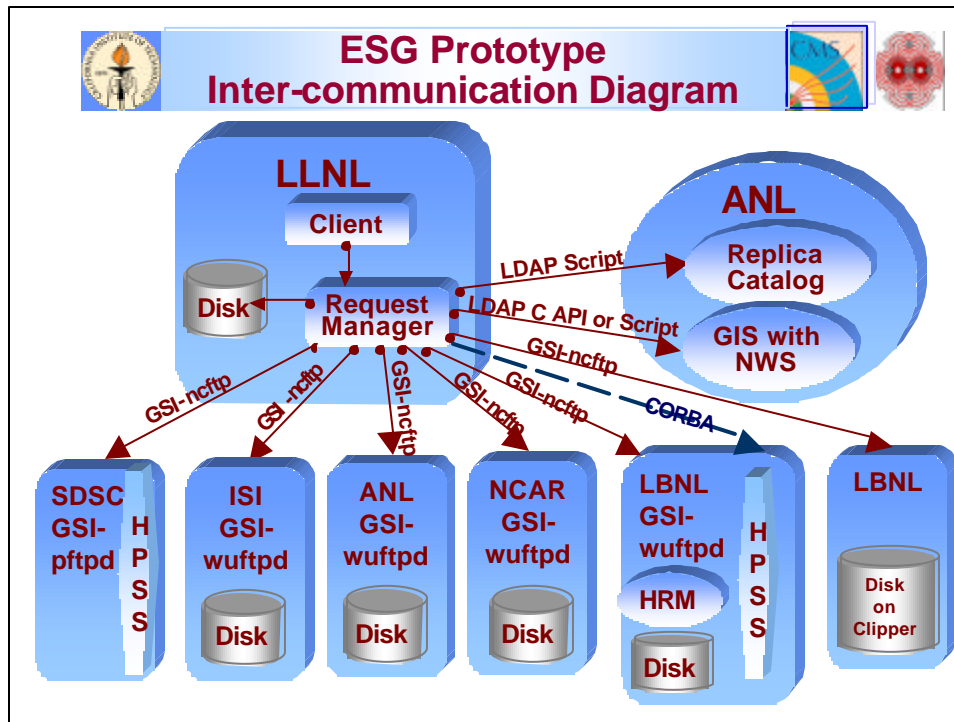 ESG Prototype
Inter-communication Diagram
CMS
LLNL
Client
Disk
Request
Manager
ANL
Replica
Catalog
GIS with
NWS
LDAP Script
LDAP C API or Script
GSI-ncftp
GSI-ncftp
GSI-ncftp
GSI-ncftp
GSI-ncftp
GSI-ncftp
CORBA
SDSC
GSI-
pftpd
HPSS
ISI
GSI-
wuftpd
Disk
ANL
GSI-
wuftpd
Disk
NCAR
GSI-
wuftpd
Disk
LBNL
GSI-
wuftpd
HRM
Disk
HPSS
LBNL
Disk
on
Clipper